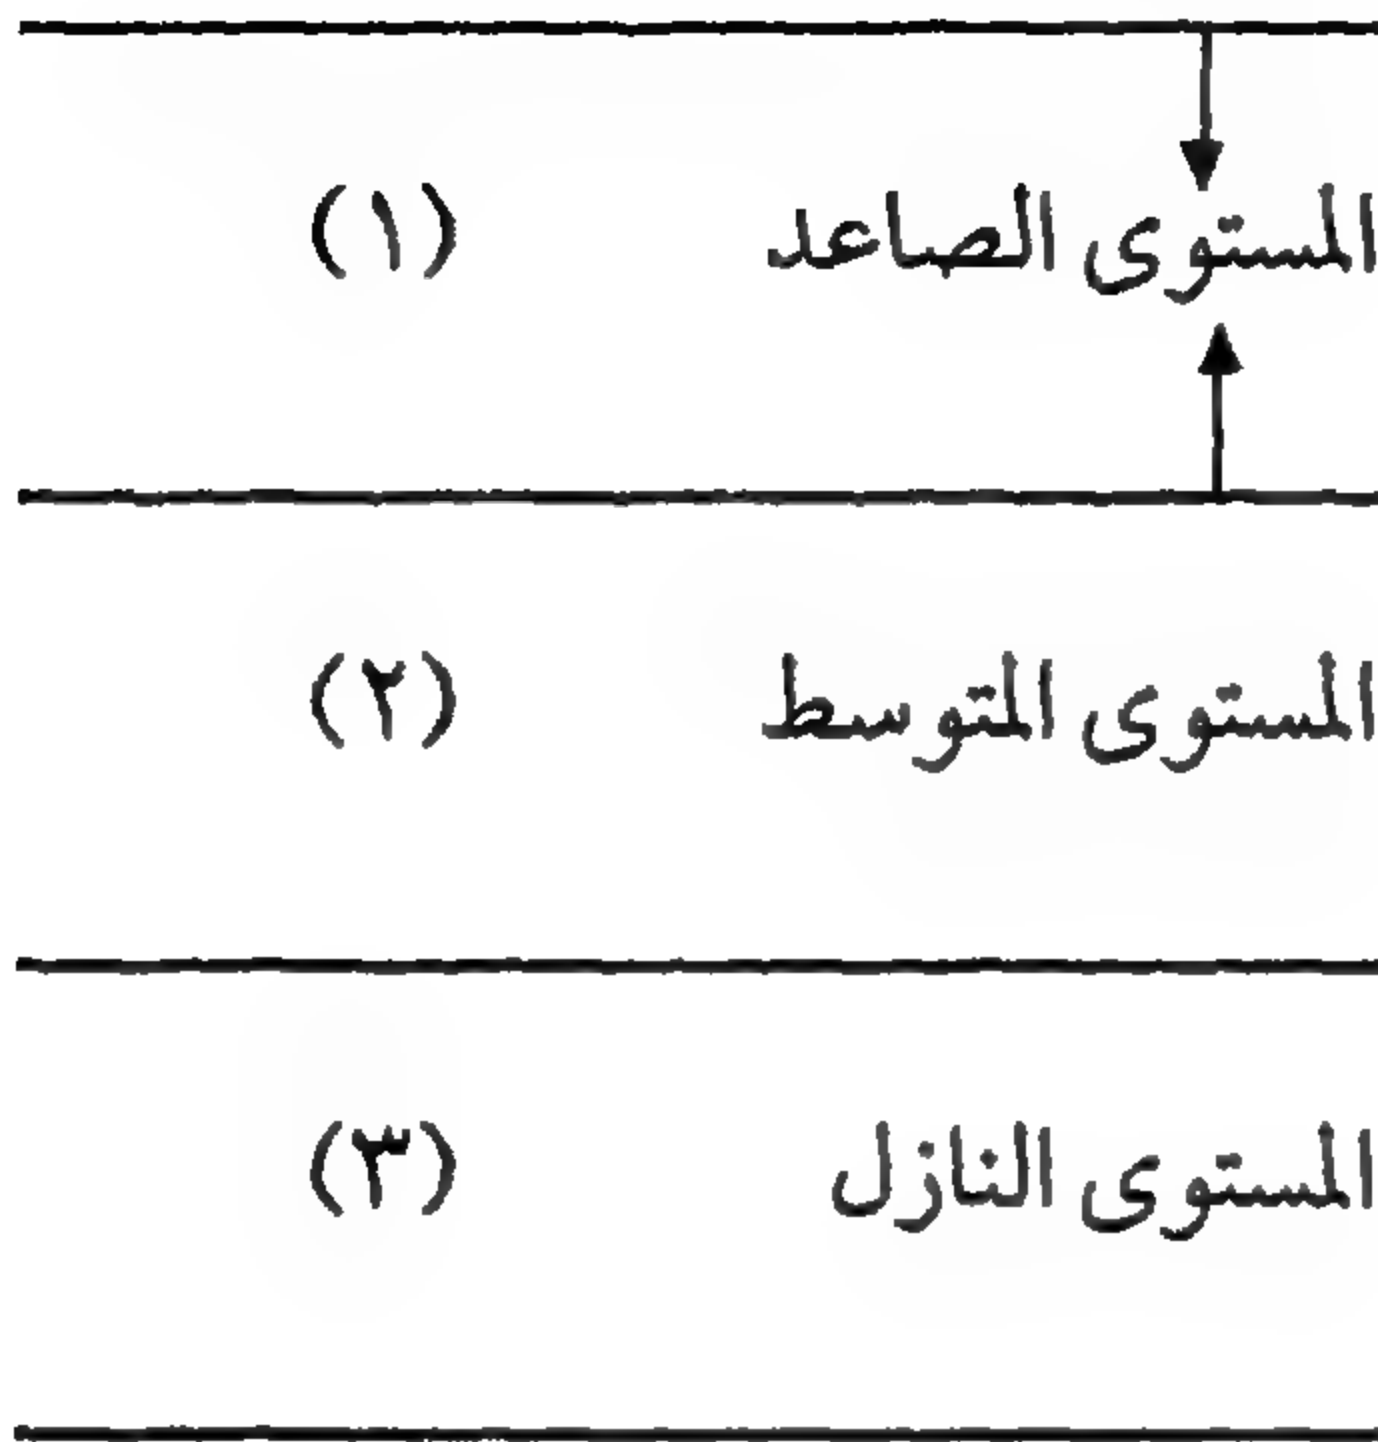 المستوى الصاعد (١)
المستوى المتوسط (٢)
المستوى النازل (٣)